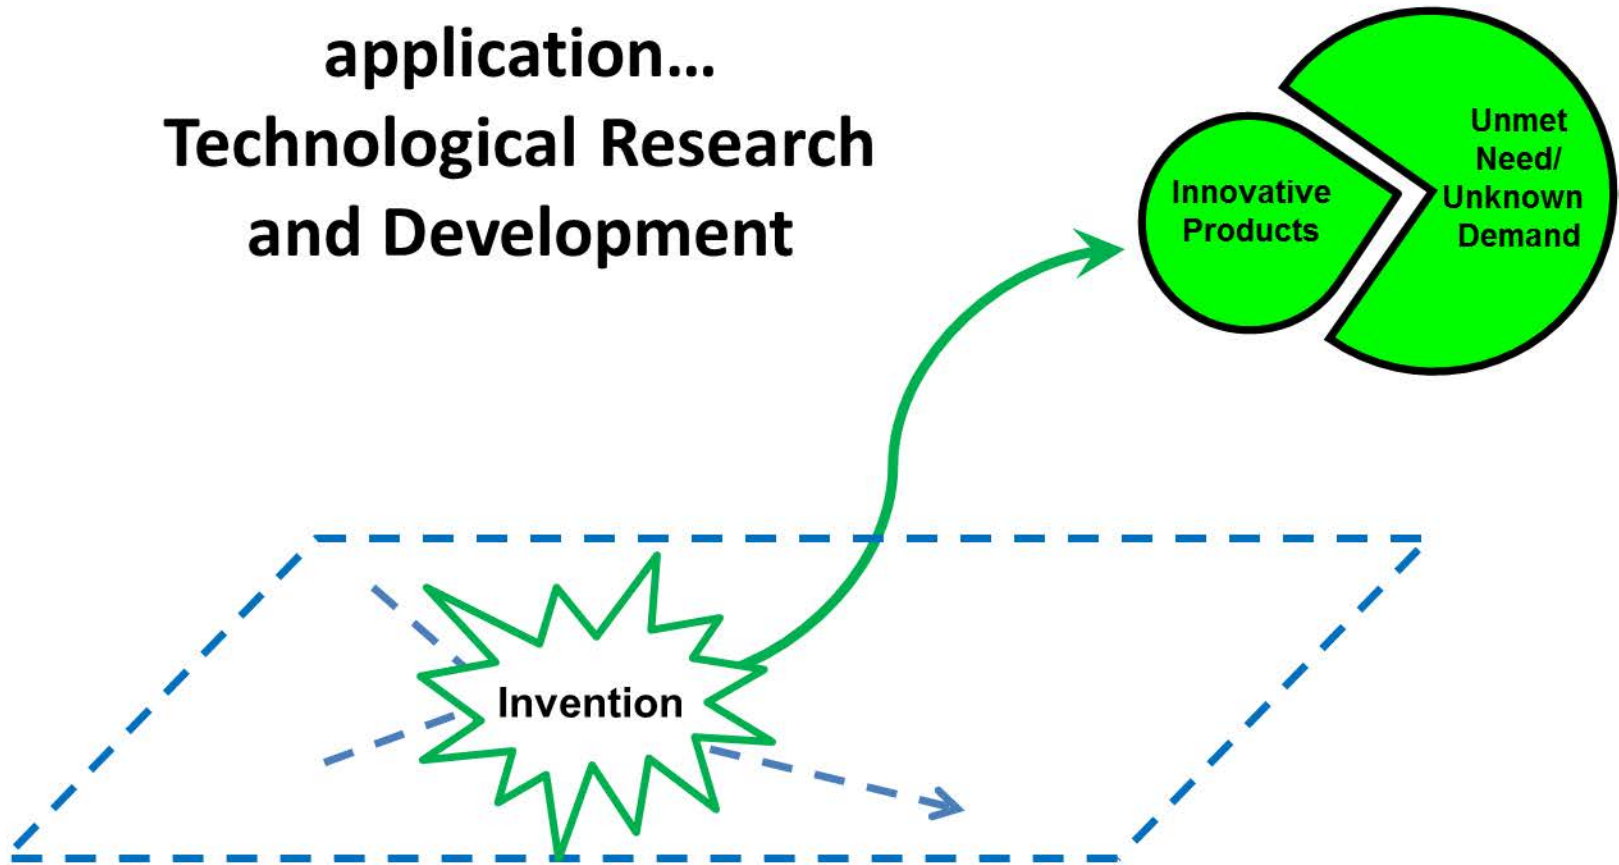 application...
Technological Research
and Development
Innovative
Products
Unmet
Need/
Unknown
Demand
Invention